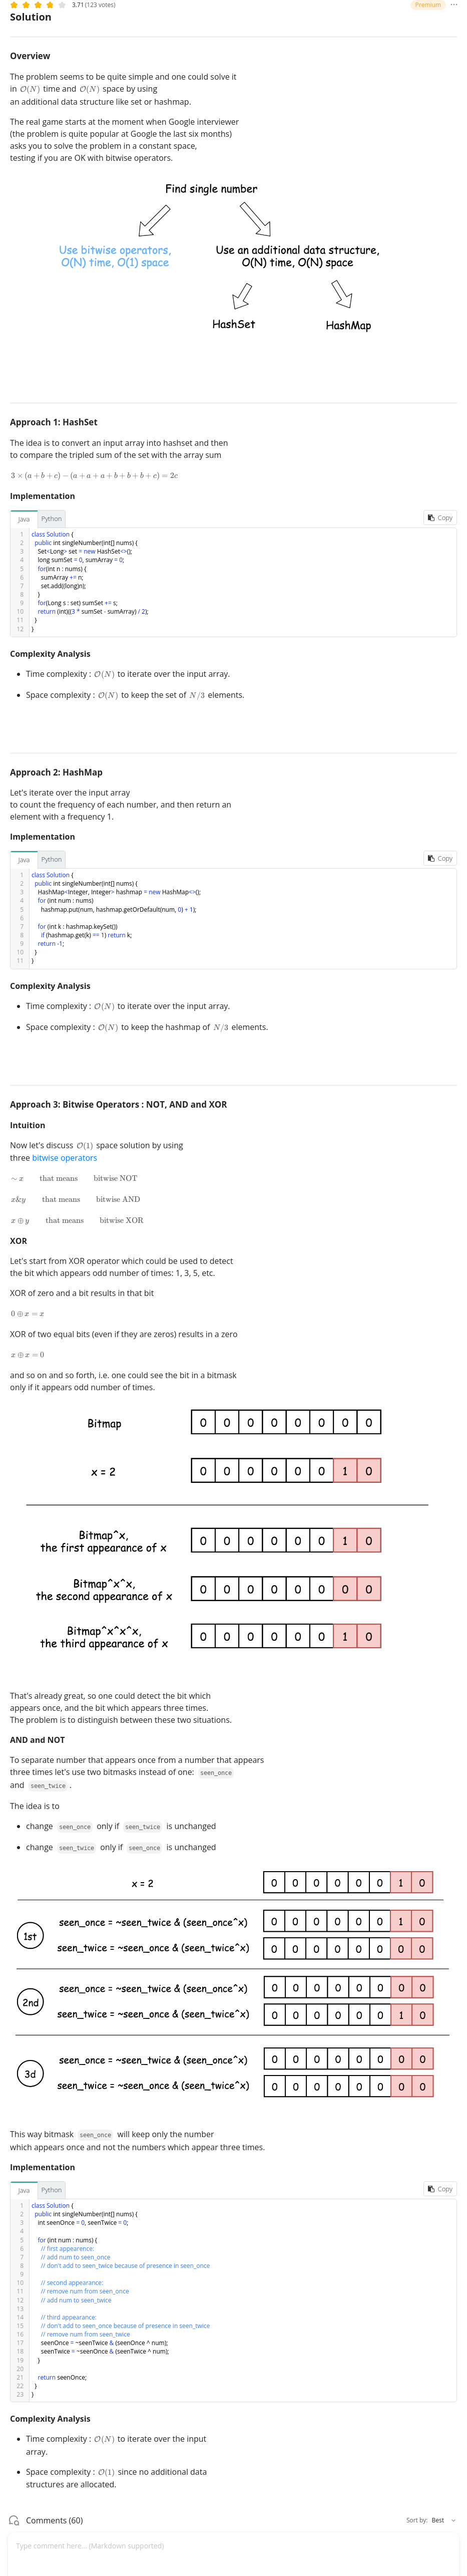 3.71 (123 votes)
Premium
Solution
Overview
The problem seems to be quite simple and one could solve it
in 𝒪(N) time and 𝒪(N) space by using
an additional data structure like set or hashmap.
The real game starts at the moment when Google interviewer
(the problem is quite popular at Google the last six months)
asks you to solve the problem in a constant space,
testing if you are OK with bitwise operators.
Find single number
Use bitwise operators,
O(N) time, O(1) space
Use an additional data structure,
O(N) time, O(N) space
HashSet
HashMap
Approach 1: HashSet
The idea is to convert an input array into hashset and then
to compare the tripled sum of the set with the array sum
3 × (a + b + c) − (a + a + a + b + b + b + c) = 2c
Implementation
Java Python
Copy
1 class Solution {
2 public int singleNumber(int[] nums) {
3 Set<Long> set = new HashSet<>();
4 long sumSet = 0, sumArray = 0;
5 for(int n : nums) {
6 sumArray += n;
7 set.add((long)n);
8 }
9 for(Long s : set) sumSet += s;
10 return (int)((3 * sumSet - sumArray) / 2);
11 }
12 }
Complexity Analysis
• Time complexity : 𝒪(N) to iterate over the input array.
• Space complexity : 𝒪(N) to keep the set of N/3 elements.
Approach 2: HashMap
Let's iterate over the input array
to count the frequency of each number, and then return an
element with a frequency 1.
Implementation
Java Python
Copy
1 class Solution {
2 public int singleNumber(int[] nums) {
3 HashMap<Integer, Integer> hashmap = new HashMap<>();
4 for (int num : nums)
5 hashmap.put(num, hashmap.getOrDefault(num, 0) + 1);
6
7 for (int k : hashmap.keySet())
8 if (hashmap.get(k) == 1) return k;
9 return -1;
10 }
11 }
Complexity Analysis
• Time complexity : 𝒪(N) to iterate over the input array.
• Space complexity : 𝒪(N) to keep the hashmap of N/3 elements.
Approach 3: Bitwise Operators : NOT, AND and XOR
Intuition
Now let's discuss 𝒪(1) space solution by using
three bitwise operators
∼ x that means bitwise NOT
x&y that means bitwise AND
x ⊕ y that means bitwise XOR
XOR
Let's start from XOR operator which could be used to detect
the bit which appears odd number of times: 1, 3, 5, etc.
XOR of zero and a bit results in that bit
0 ⊕ x = x
XOR of two equal bits (even if they are zeros) results in a zero
x ⊕ x = 0
and so on and so forth, i.e. one could see the bit in a bitmask
only if it appears odd number of times.
Bitmap 0 0 0 0 0 0 0 0
x = 2 0 0 0 0 0 0 1 0
Bitmap^x,
the first appearance of x 0 0 0 0 0 0 1 0
Bitmap^x^x,
the second appearance of x 0 0 0 0 0 0 0 0
Bitmap^x^x^x,
the third appearance of x 0 0 0 0 0 0 1 0
That's already great, so one could detect the bit which
appears once, and the bit which appears three times.
The problem is to distinguish between these two situations.
AND and NOT
To separate number that appears once from a number that appears
three times let's use two bitmasks instead of one: seen_once
and seen_twice .
The idea is to
• change seen_once only if seen_twice is unchanged
• change seen_twice only if seen_once is unchanged
x = 2 0 0 0 0 0 0 1 0
1st
seen_once = ~seen_twice & (seen_once^x) 0 0 0 0 0 0 1 0
seen_twice = ~seen_once & (seen_twice^x) 0 0 0 0 0 0 0 0
2nd
seen_once = ~seen_twice & (seen_once^x) 0 0 0 0 0 0 0 0
seen_twice = ~seen_once & (seen_twice^x) 0 0 0 0 0 0 1 0
3d
seen_once = ~seen_twice & (seen_once^x) 0 0 0 0 0 0 0 0
seen_twice = ~seen_once & (seen_twice^x) 0 0 0 0 0 0 0 0
This way bitmask seen_once will keep only the number
which appears once and not the numbers which appear three times.
Implementation
Java Python
Copy
1 class Solution {
2 public int singleNumber(int[] nums) {
3 int seenOnce = 0, seenTwice = 0;
4
5 for (int num : nums) {
6 // first appearence:
7 // add num to seen_once
8 // don't add to seen_twice because of presence in seen_once
9
10 // second appearance:
11 // remove num from seen_once
12 // add num to seen_twice
13
14 // third appearance:
15 // don't add to seen_once because of presence in seen_twice
16 // remove num from seen_twice
17 seenOnce = ~seenTwice & (seenOnce ^ num);
18 seenTwice = ~seenOnce & (seenTwice ^ num);
19 }
20
21 return seenOnce;
22 }
23 }
Complexity Analysis
• Time complexity : 𝒪(N) to iterate over the input
array.
• Space complexity : 𝒪(1) since no additional data
structures are allocated.
Comments (60)
Sort by: Best
Type comment here... (Markdown supported)